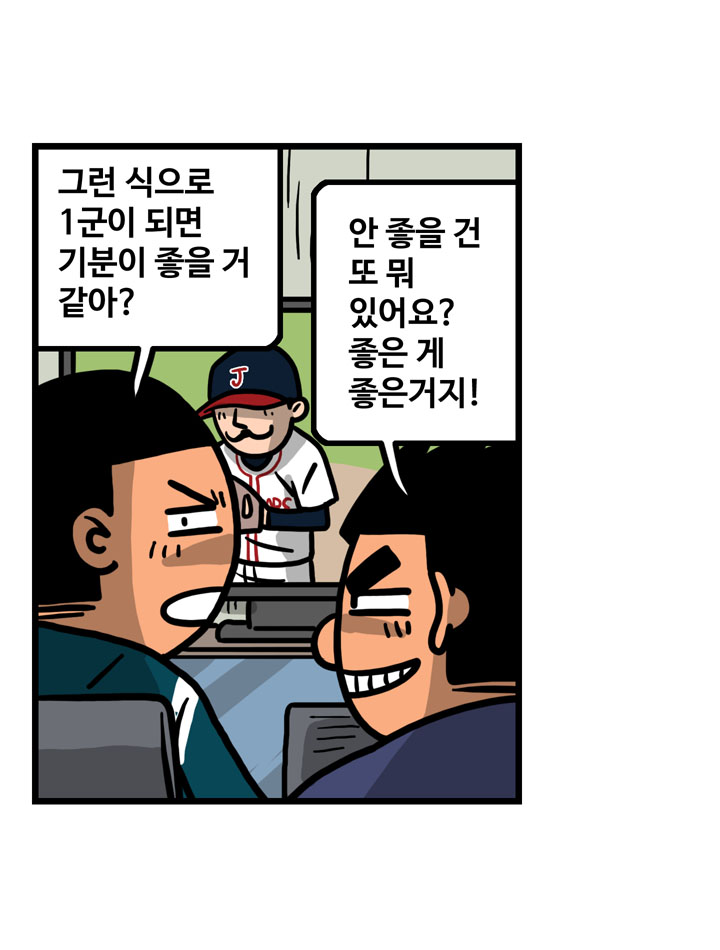 그런 식으로
1군이 되면
기분이 좋을 거
같아?
안 좋을 건
또 뭐
있어요?
좋은 게
좋은거지!
J